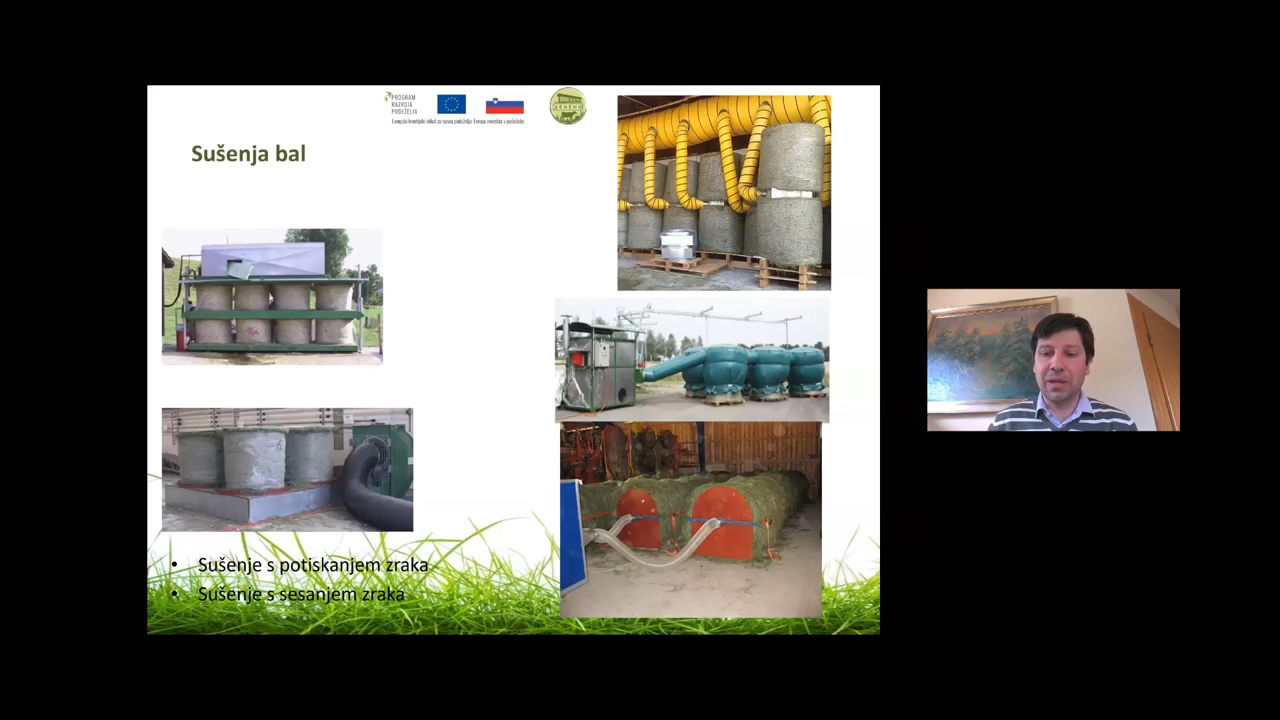 PROGRAM
RAZVOJA
PODEŽELJA
Evropski kmetijski sklad za razvoj podeželja: Evropa investira v podeželje
Sušenja bal
• Sušenje s potiskanjem zraka
• Sušenje s sesanjem zraka